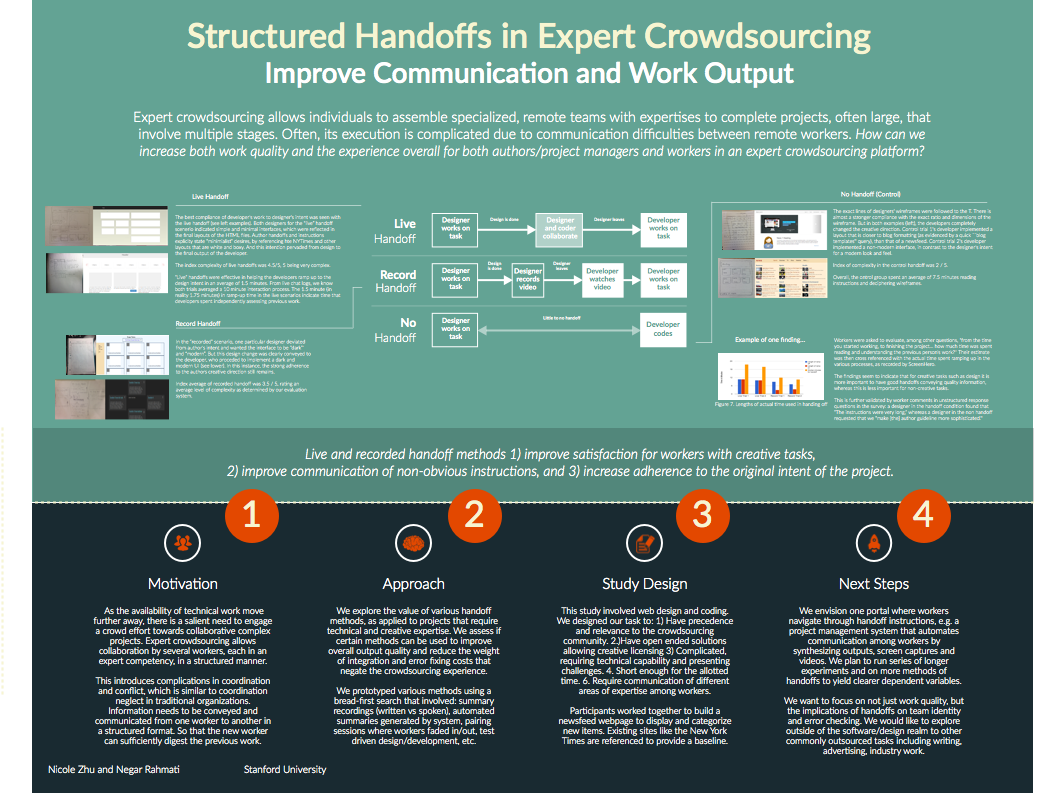 Structured Handoffs in Expert Crowdsourcing
Improve Communication and Work Output
Expert crowdsourcing allows individuals to assemble specialized, remote teams with expertises to complete projects, often large, that
involve multiple stages. Often, its execution is complicated due to communication difficulties between remote workers. How can we
increase both work quality and the experience overall for both authors/project managers and workers in an expert crowdsourcing platform?
Live Handoff
The best compliance of developer's work to designer's intent was seen with
the live handoff (see left examples). Both designers for the "live" handoff
scenario indicated simple and minimal interfaces, which were reflected in
the final layouts of the HTML files. Author handoffs and instructions
explicitly state "minimalist" desires, by referencing the NYTimes and other
layouts that are white and boxy. And this intention pervaded from design to
the final output of the developer.
The index complexity of live handoffs was 4.5/5, 5 being very complex.
"Live" handoffs were effective in helping the developers ramp up to the
design intent in an average of 1.5 minutes. From live chat logs, we know
both trials averaged a 10 minute interaction process. The 1.5 minute (in
reality 1.75 minutes) in ramp-up time in the live scenarios indicate time that
developers spent independently assessing previous work.
Record Handoff
In the "recorded" scenario, one particular designer deviated
from author's intent and wanted the interface to be "dark"
and "modern". But this design change was clearly conveyed to
the developer, who proceded to implement a dark and
modern UI (see lower). In this instance, the strong adherence
to the authors creative direction still remains.
Index average of recorded handoff was 3.5 / 5, rating an
average level of complexity as determined by our evaluation
system.
Live
Handoff
Designer
works on
task
Design is done
Designer
and coder
collaborate
Designer leaves
Developer
works on
task
Record
Handoff
Designer
works on
task
Design
is done
Designer
records
video
Designer
leaves
Developer
watches
video
Developer
works on
task
No
Handoff
Designer
works on
task
Little to no handoff
Developer
codes
No Handoff (Control)
The exact lines of designers' wireframes were followed to the T. There is
almost a stronger compliance with the exact ratio and dimensions of the
wireframe. But in both examples (left), the developers completely
changed the creative direction. Control trial 1's developer implemented a
layout that is closer to blog formatting (as evidenced by a quick "blog
templates" query), than that of a newsfeed. Control trial 2's developer
implemented a non-modern interface, in contrast to the designer's intent
for a modern look and feel.
Index of complexity in the control handoff was 2 / 5.
Overall, the control group spent an average of 7.5 minutes reading
instructions and deciphering wireframes.
Example of one finding...
Figure 7. Lengths of actual time used in handing off
Workers were asked to evaluate, among other questions, "From the time
you started working, to finishing the project... how much time was spent
reading and understanding the previous person's work?" Their estimate
was then cross referenced with the actual time spent ramping up in the
various processes, as recorded by ScreenHero.
The findings seem to indicate that for creative tasks such as design it is
more important to have good handoffs conveying quality information,
whereas this is less important for non-creative tasks.
This is further validated by worker comments in unstructured response
questions in the survey: a designer in the handoff condition found that
"The instructions were very long," whereas a designer in the non handoff
requested that we "make [the] author guideline more sophisticated."
Live and recorded handoff methods 1) improve satisfaction for workers with creative tasks,
2) improve communication of non-obvious instructions, and 3) increase adherence to the original intent of the project.
1
Motivation
As the availability of technical work move
further away, there is a salient need to engage
a crowd effort towards collaborative complex
projects. Expert crowdsourcing allows
collaboration by several workers, each in an
expert competency, in a structured manner.
This introduces complications in coordination
and conflict, which is similar to coordination
neglect in traditional organizations.
Information needs to be conveyed and
communicated from one worker to another in
a structured format. So that the new worker
can sufficiently digest the previous work.
2
Approach
We explore the value of various handoff
methods, as applied to projects that require
technical and creative expertise. We assess if
certain methods can be used to improve
overall output quality and reduce the weight
of integration and error fixing costs that
negate the crowdsourcing experience.
We prototyped various methods using a
bread-first search that involved: summary
recordings (written vs spoken), automated
summaries generated by system, pairing
sessions where workers faded in/out, test
driven design/development, etc.
3
Study Design
This study involved web design and coding.
We designed our task to: 1) Have precedence
and relevance to the crowdsourcing
community. 2.)Have open ended solutions
allowing creative licensing 3) Complicated,
requiring technical capability and presenting
challenges. 4. Short enough for the allotted
time. 6. Require communication of different
areas of expertise among workers.
Participants worked together to build a
newsfeed webpage to display and categorize
new items. Existing sites like the New York
Times are referenced to provide a baseline.
4
Next Steps
We envision one portal where workers
navigate through handoff instructions, e.g. a
project management system that automates
communication among workers by
synthesizing outputs, screen captures and
videos. We plan to run series of longer
experiments and on more methods of
handoffs to yield clearer dependent variables.
We want to focus on not just work quality, but
the implications of handoffs on team identity
and error checking. We would like to explore
outside of the software/design realm to other
commonly outsourced tasks including writing,
advertising, industry work.
Nicole Zhu and Negar Rahmati
Stanford University